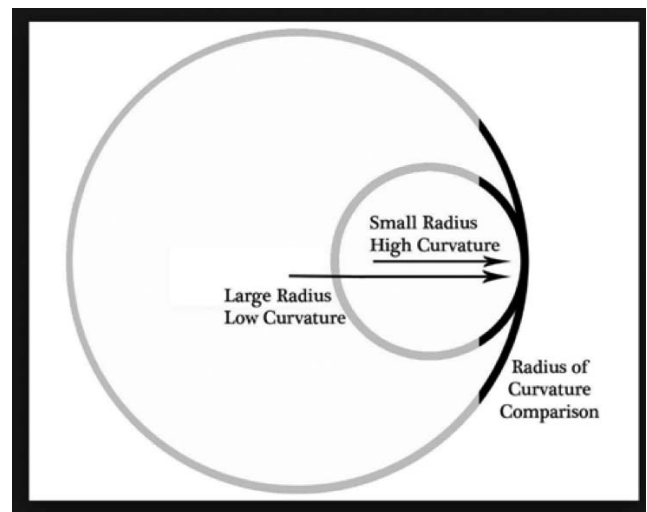 Small Radius
High Curvature
Large Radius
Low Curvature
Radius of
Curvature
Comparison